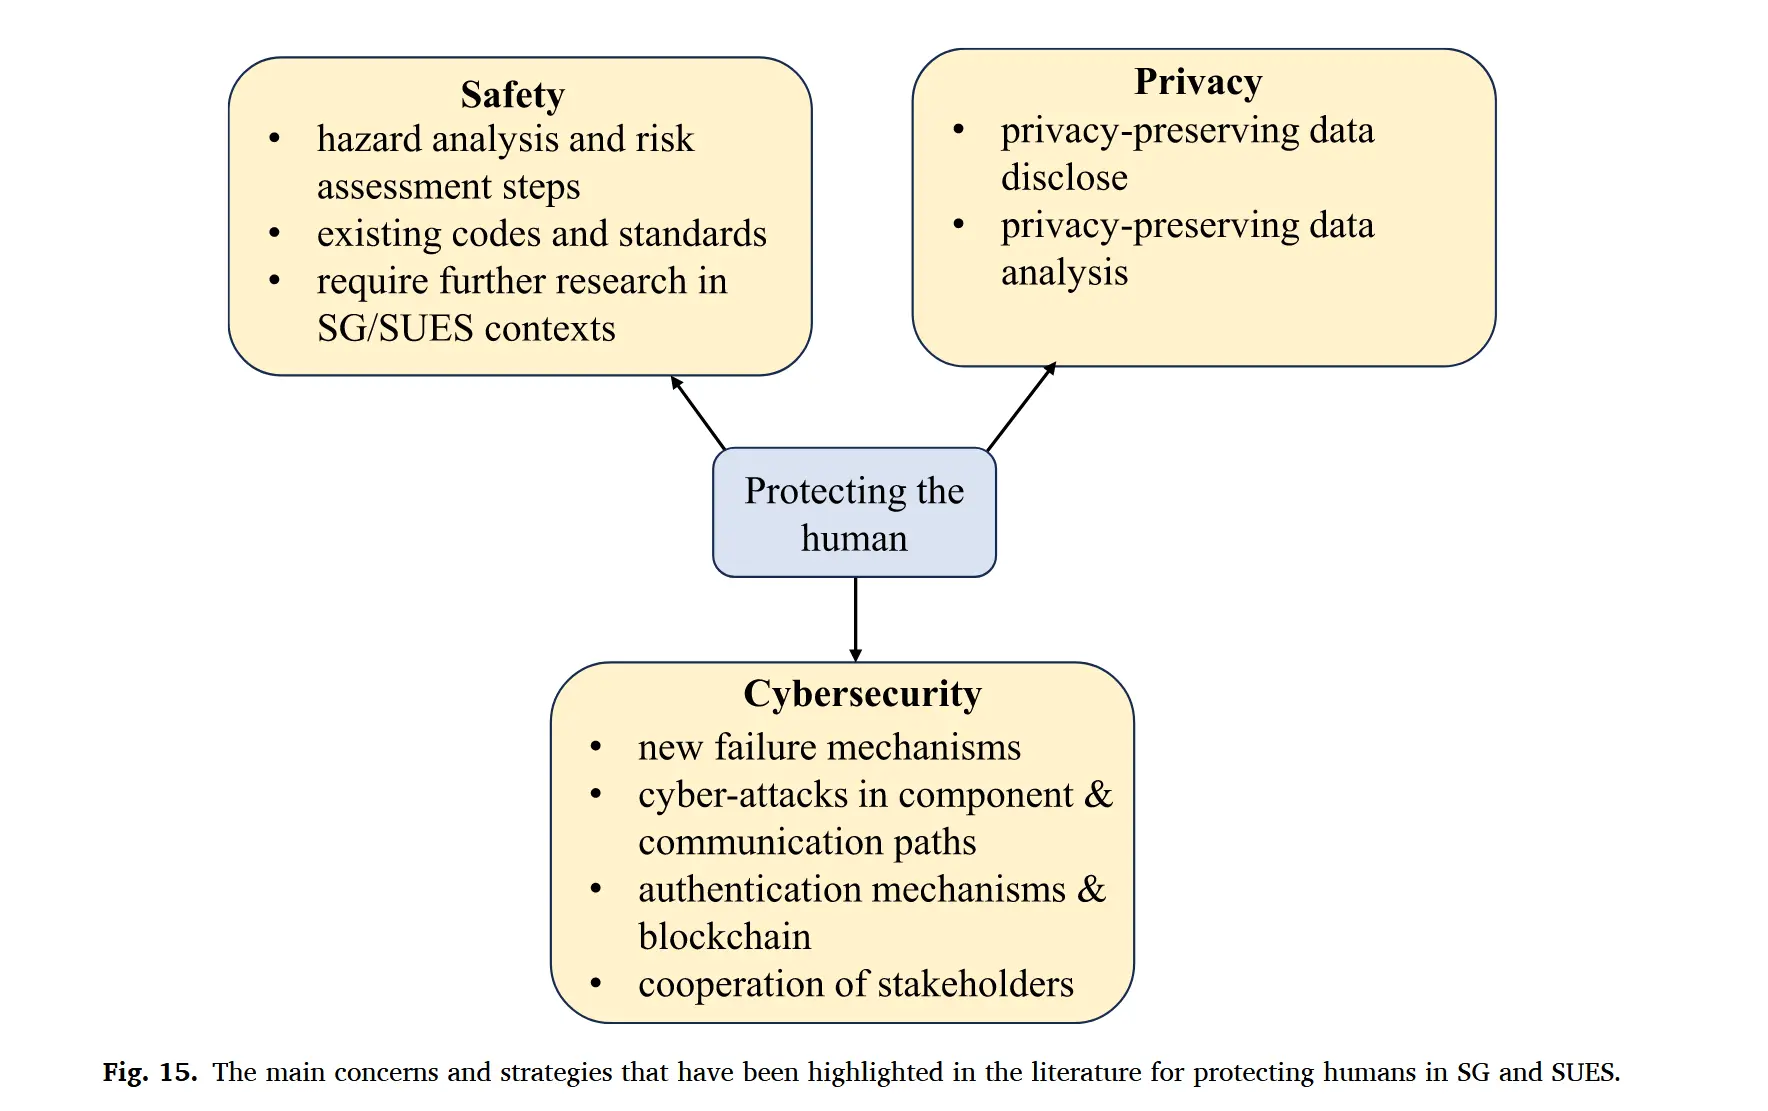 Safety
• hazard analysis and risk
assessment steps
• existing codes and standards
• require further research in
SG/SUES contexts
Privacy
• privacy-preserving data
disclose
• privacy-preserving data
analysis
Protecting the
human
Cybersecurity
• new failure mechanisms
• cyber-attacks in component &
communication paths
• authentication mechanisms &
blockchain
• cooperation of stakeholders
Fig. 15. The main concerns and strategies that have been highlighted in the literature for protecting humans in SG and SUES.